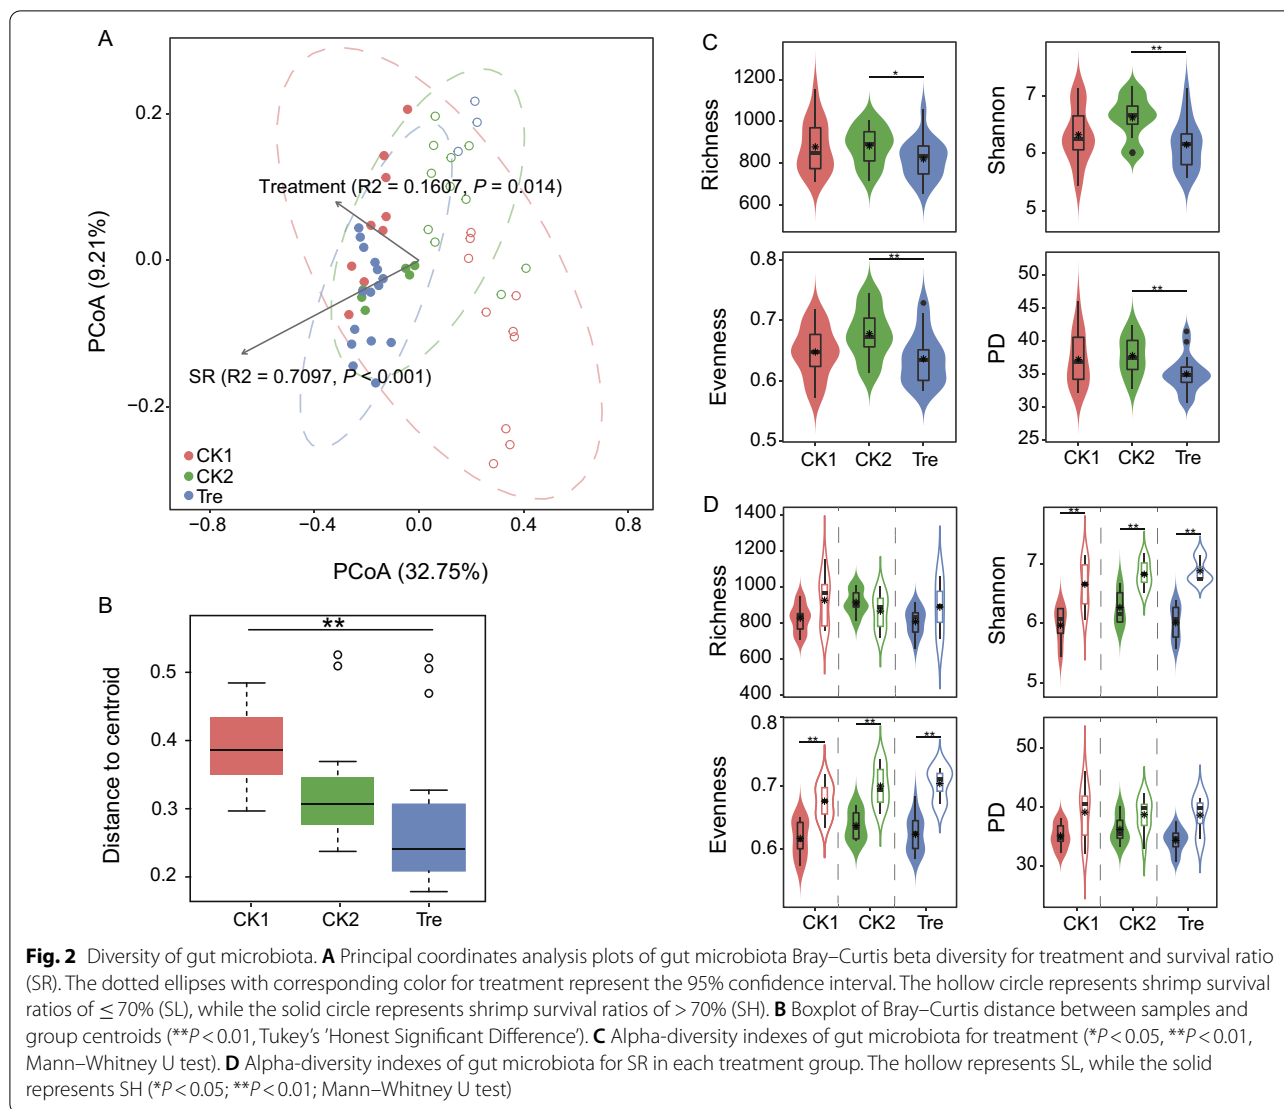 A
PCoA (9.21%)
0.2
0.0
−0.2
Treatment (R2 = 0.1607, P = 0.014)
SR (R2 = 0.7097, P < 0.001)
CK1
CK2
Tre
−0.8 −0.4 0.0 0.4 0.8
PCoA (32.75%)
B
Distance to centroid
0.5
0.4
0.3
0.2
**
CK1 CK2 Tre
C
Richness
1200
1000
800
600
*
Shannon
7
6
5
**
Evenness
0.8
0.7
0.6
0.5
**
CK1 CK2 Tre
PD
50
45
40
35
30
25
**
CK1 CK2 Tre
D
Richness
1400
1200
1000
800
600
400
Shannon
7
6
5
** ** **
Evenness
0.8
0.7
0.6
** ** **
CK1 CK2 Tre
PD
50
40
30
CK1 CK2 Tre
Fig. 2 Diversity of gut microbiota. A Principal coordinates analysis plots of gut microbiota Bray–Curtis beta diversity for treatment and survival ratio
(SR). The dotted ellipses with corresponding color for treatment represent the 95% confidence interval. The hollow circle represents shrimp survival
ratios of ≤ 70% (SL), while the solid circle represents shrimp survival ratios of > 70% (SH). B Boxplot of Bray–Curtis distance between samples and
group centroids (**P < 0.01, Tukey's 'Honest Significant Difference'). C Alpha-diversity indexes of gut microbiota for treatment (*P < 0.05, **P < 0.01,
Mann–Whitney U test). D Alpha-diversity indexes of gut microbiota for SR in each treatment group. The hollow represents SL, while the solid
represents SH (*P < 0.05; **P < 0.01; Mann–Whitney U test)